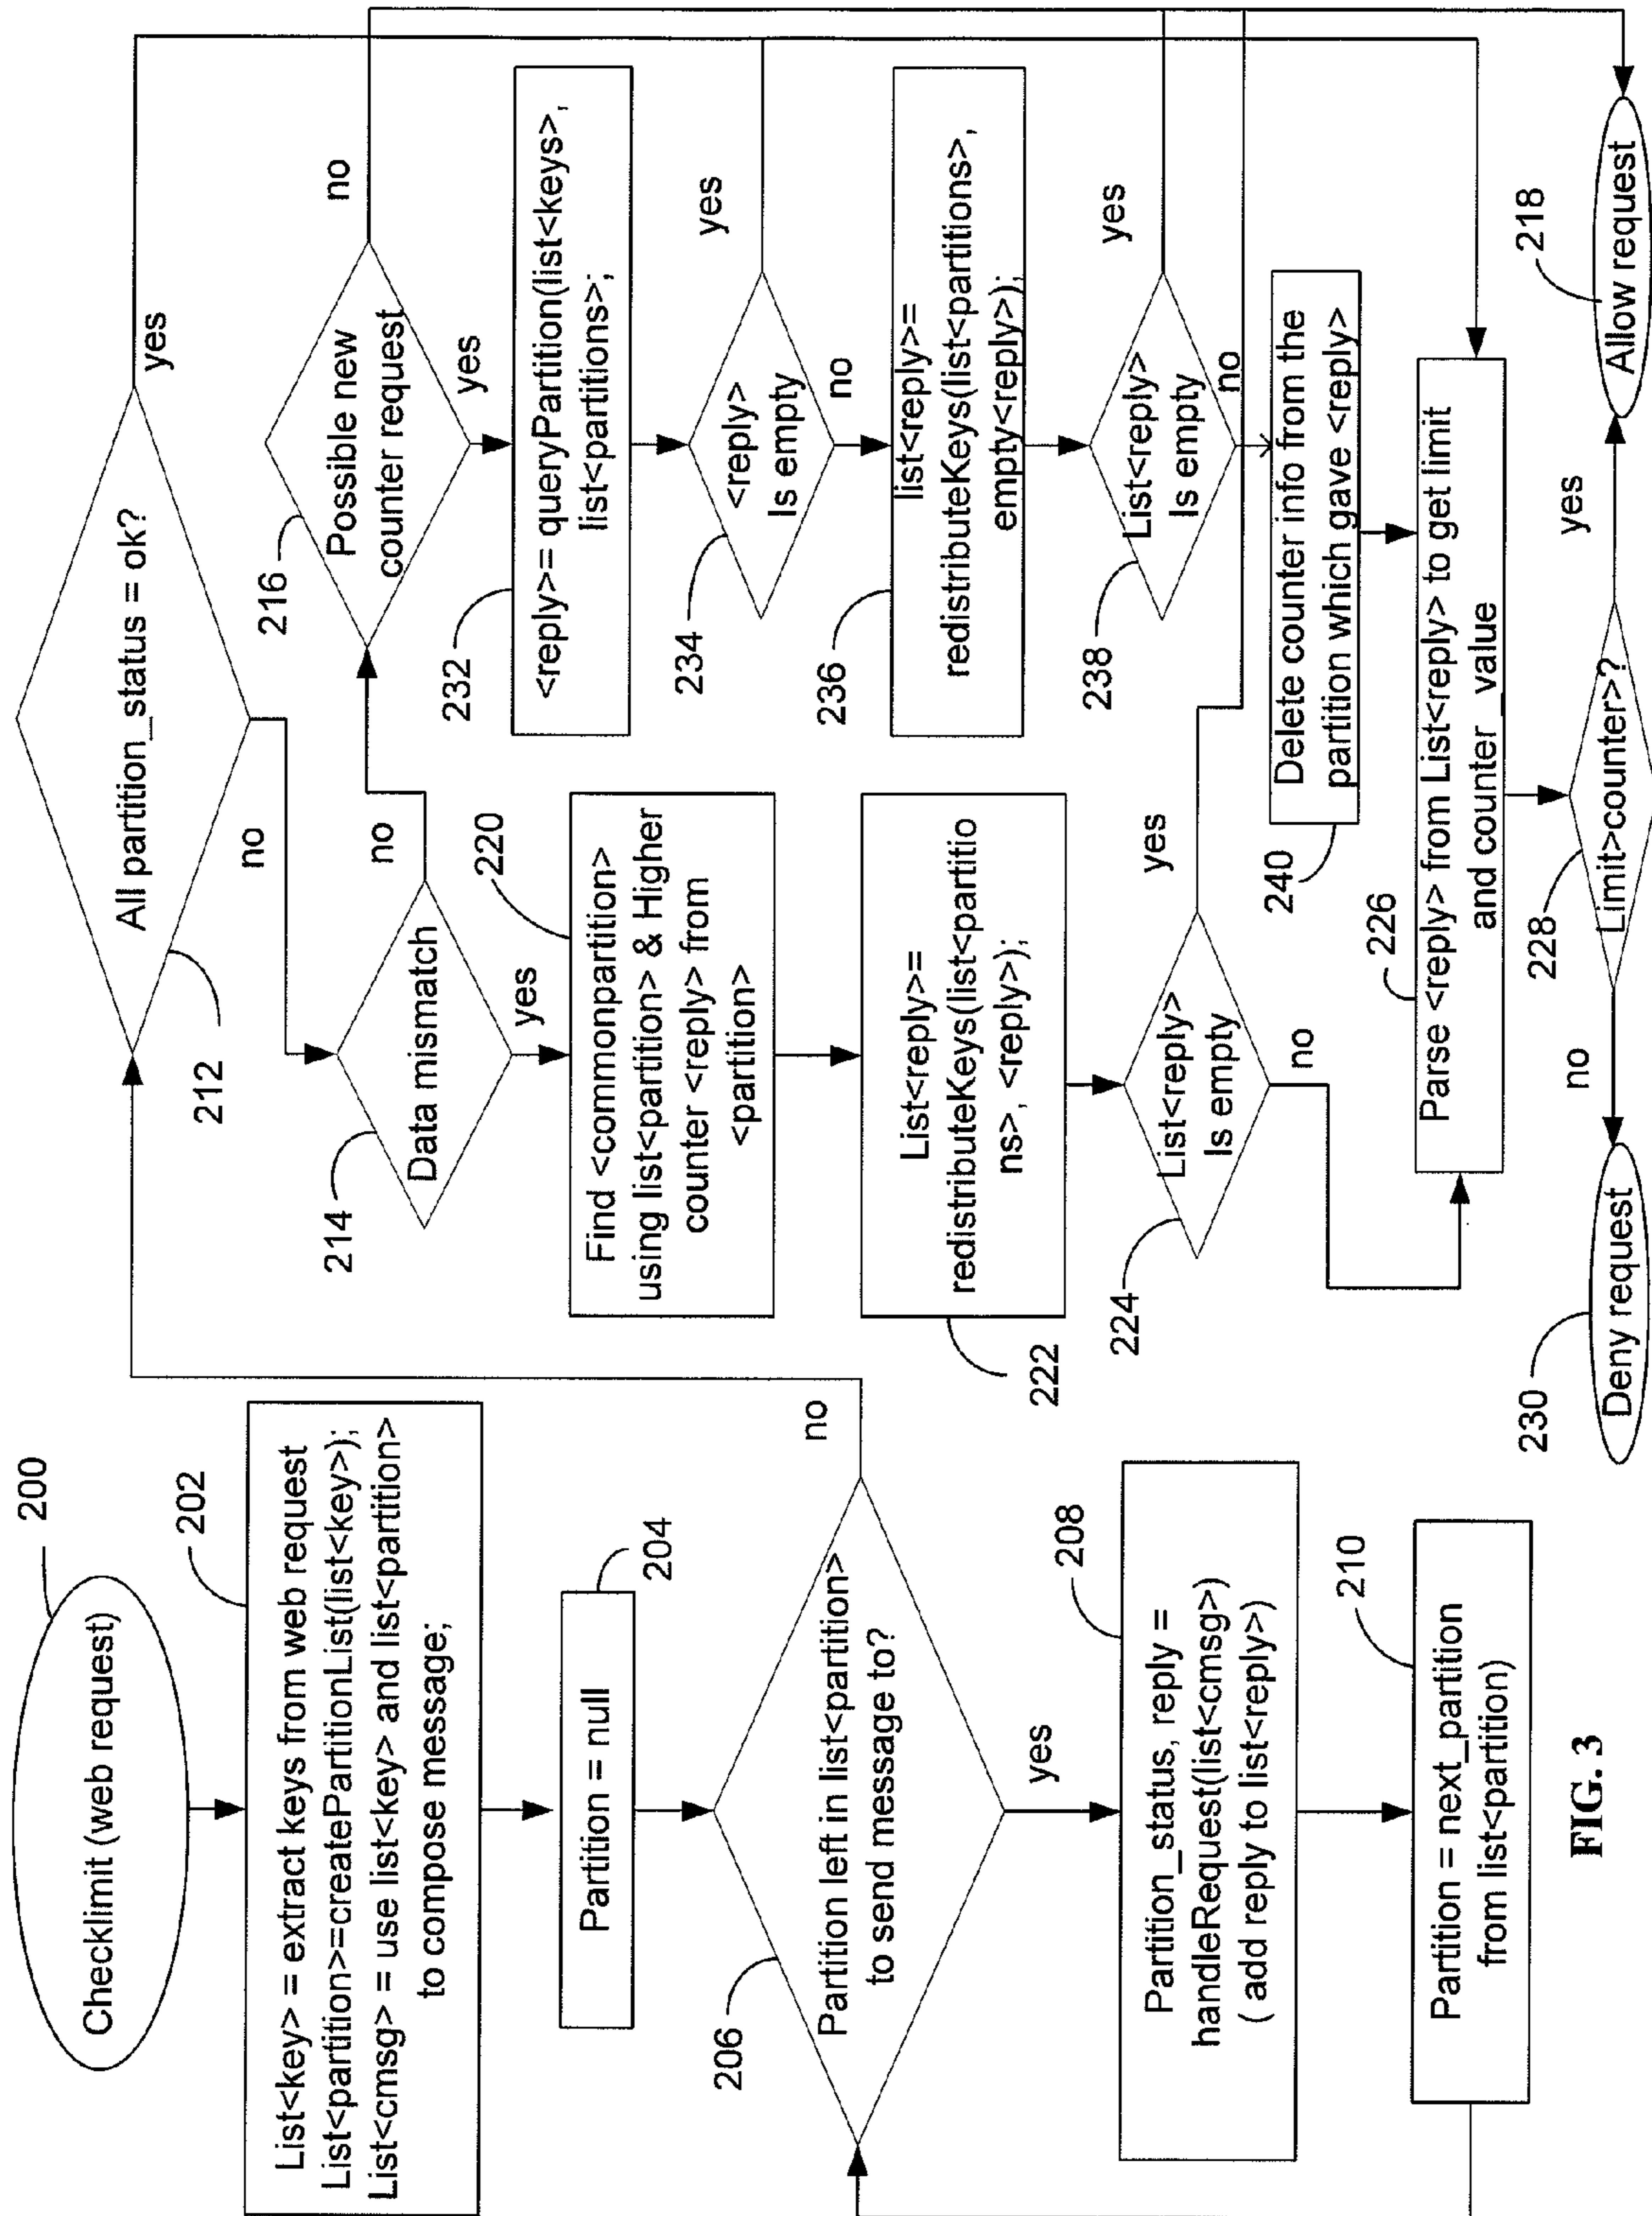 200
Checklimit (web request)
202
List<key> = extract keys from web request
List<partition>=createPartitionList(list<key>);
List<cmsg> = use list<key> and list<partition>
to compose message;
204
Partition = null
206
Partition left in list<partition>
to send message to?
no
yes
208
Partition_status, reply =
handleRequest(list<cmsg>)
( add reply to list<reply>)
210
Partition = next_partition
from list<partition)
212
All partition_status = ok?
yes
no
214
Data mismatch
no
yes
216
Possible new
counter request
no
yes
220
Find <commonpartition>
using list<partition> & Higher
counter <reply> from
<partition>
222
List<reply>=
redistributeKeys(list<partitio
ns>, <reply>);
224
List<reply>
Is empty
yes
no
232
<reply>= queryPartition(list<keys>,
list<partitions>;
234
<reply>
Is empty
yes
no
236
list<reply>=
redistributeKeys(list<partitions>,
empty<reply>);
238
List<reply>
Is empty
yes
no
240
Delete counter info from the
partition which gave <reply>
226
Parse <reply> from List<reply> to get limit
and counter_value
228
Limit>counter>?
no
yes
230
Deny request
218
Allow request
FIG. 3